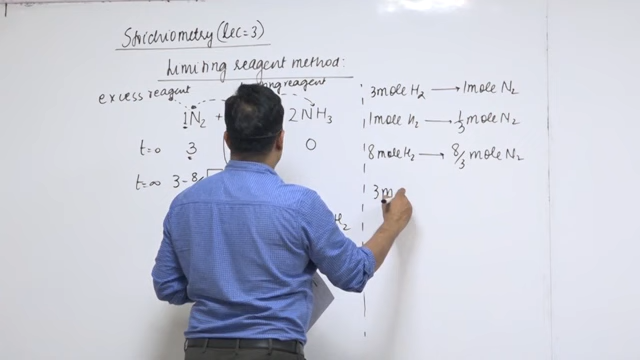 Stoichiometry (Lec=3)
Limiting reagent method:
excess reagent
reagent
1N₂ + 2NH₃
t=0 3 0
t=∞ 3-8/
H₂
3 mole H₂ → 1 mole N₂
1 mole H₂ → 1/3 mole N₂
8 mole H₂ → 8/3 mole N₂
3 m